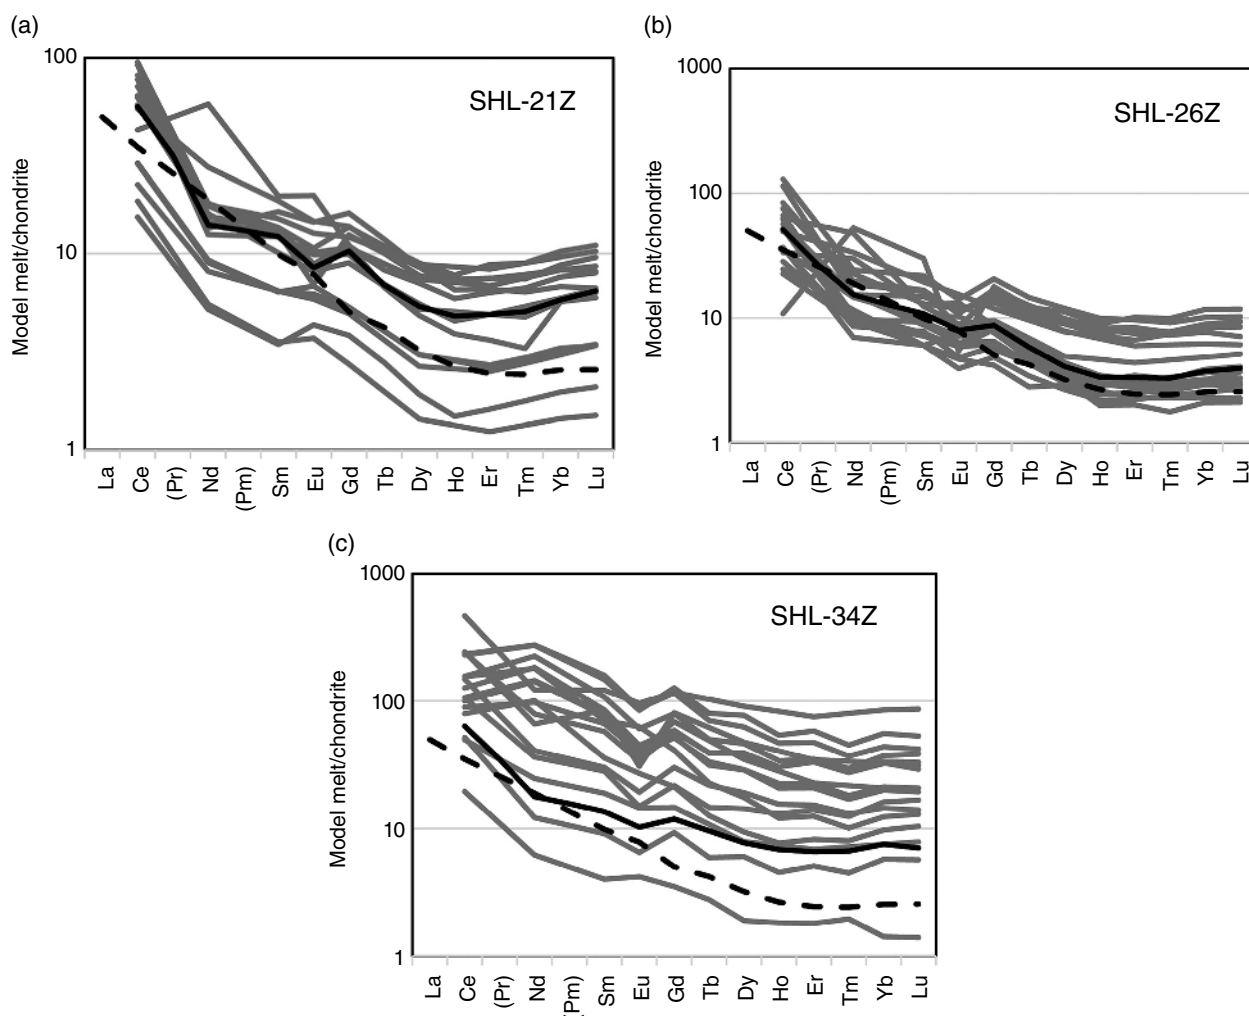 (a)
100
10
1
Model melt/chondrite
SHL-21Z
La
Ce
(Pr)
Nd
(Pm)
Sm
Eu
Gd
Tb
Dy
Ho
Er
Tm
Yb
Lu
(b)
1000
100
10
1
Model melt/chondrite
SHL-26Z
La
Ce
(Pr)
Nd
(Pm)
Sm
Eu
Gd
Tb
Dy
Ho
Er
Tm
Yb
Lu
(c)
1000
100
10
1
Model melt/chondrite
SHL-34Z
La
Ce
(Pr)
Nd
(Pm)
Sm
Eu
Gd
Tb
Dy
Ho
Er
Tm
Yb
Lu